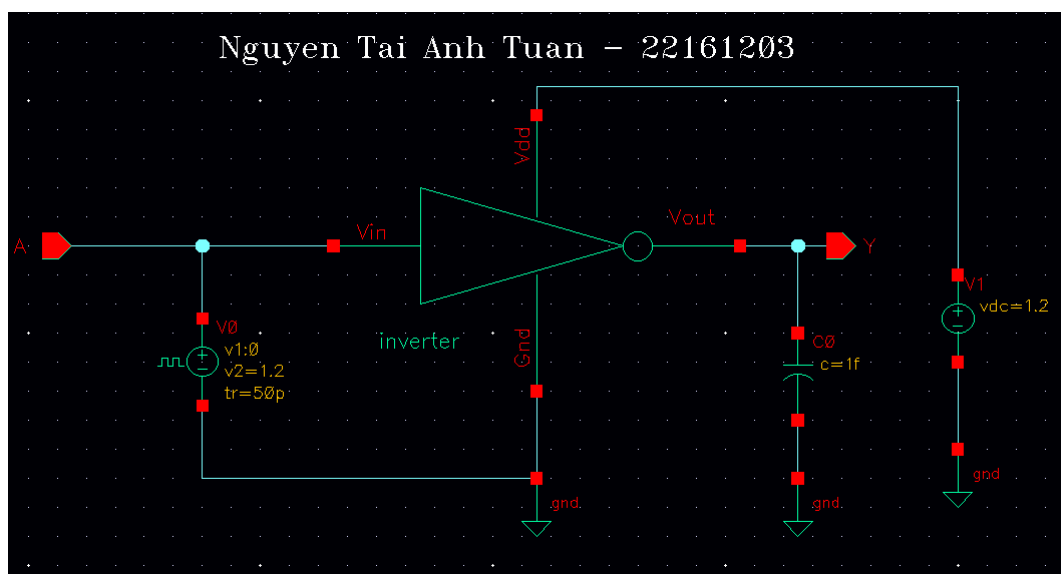 Nguyen Tai Anh Tuan - 22161203
Vdd
A
Vin
Vout
Y
V0
v1:0
v2=1.2
tr=50p
inverter
Gnd
C0
c=1f
V1
vdc=1.2
gnd
gnd
gnd